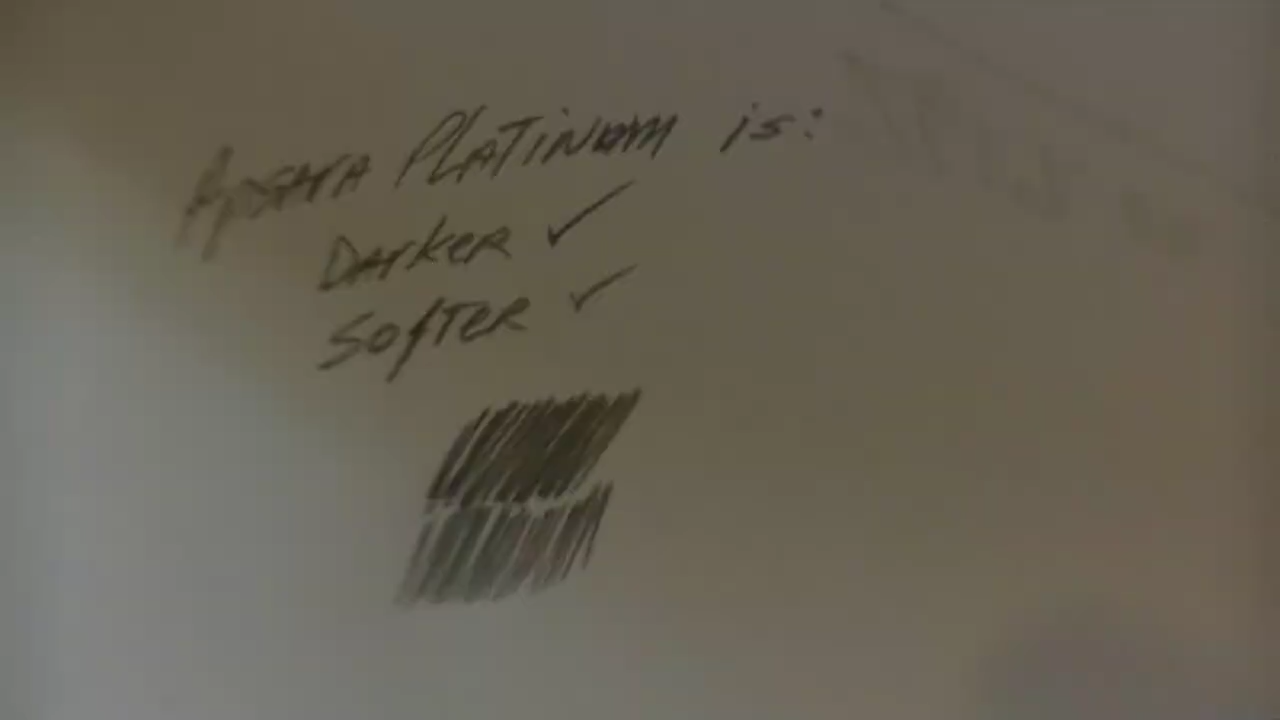 PLATINUM is:
DARKER ✓
SOFTER ✓